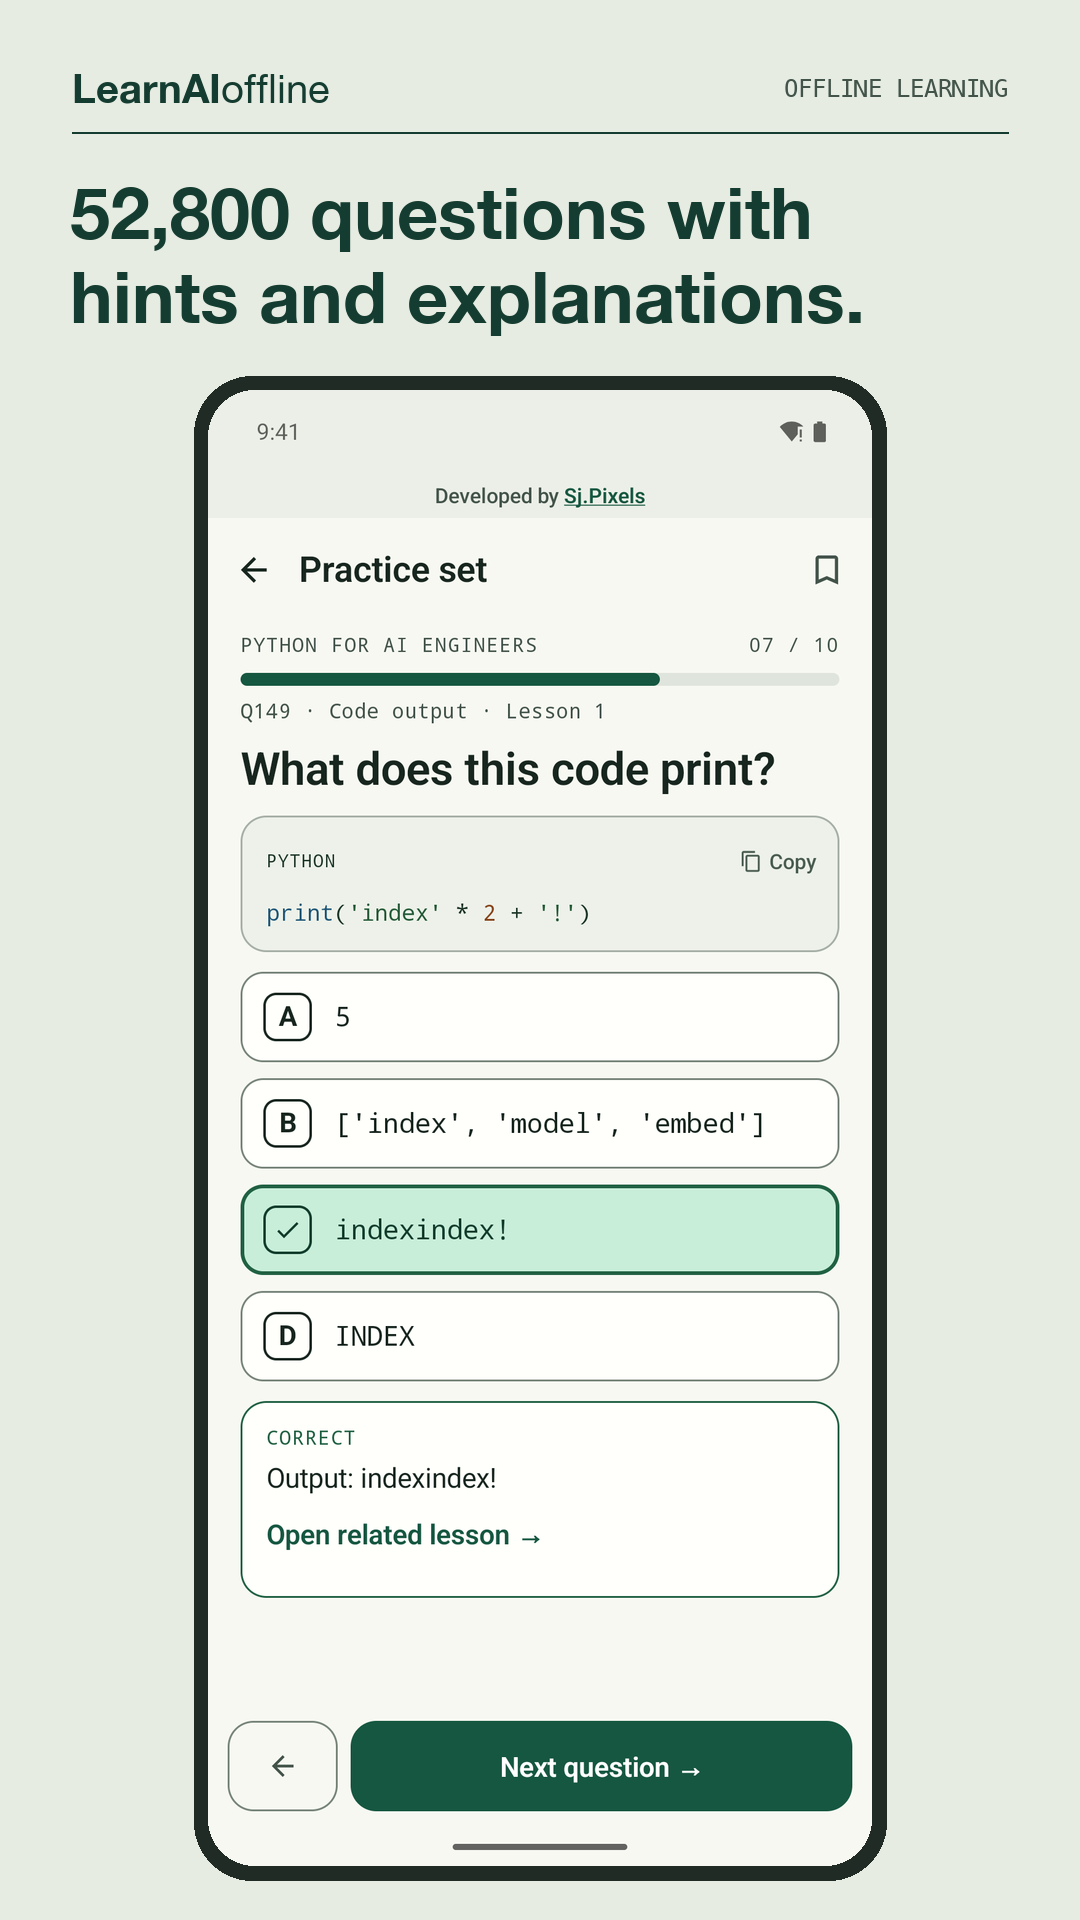 LearnAIoffline
OFFLINE LEARNING
52,800 questions with
hints and explanations.
9:41
Developed by Sj.Pixels
Practice set
PYTHON FOR AI ENGINEERS
07 / 10
Q149 · Code output · Lesson 1
What does this code print?
PYTHON
Copy
print('index' * 2 + '!')
A 5
B ['index', 'model', 'embed']
indexindex!
D INDEX
CORRECT
Output: indexindex!
Open related lesson →
Next question →